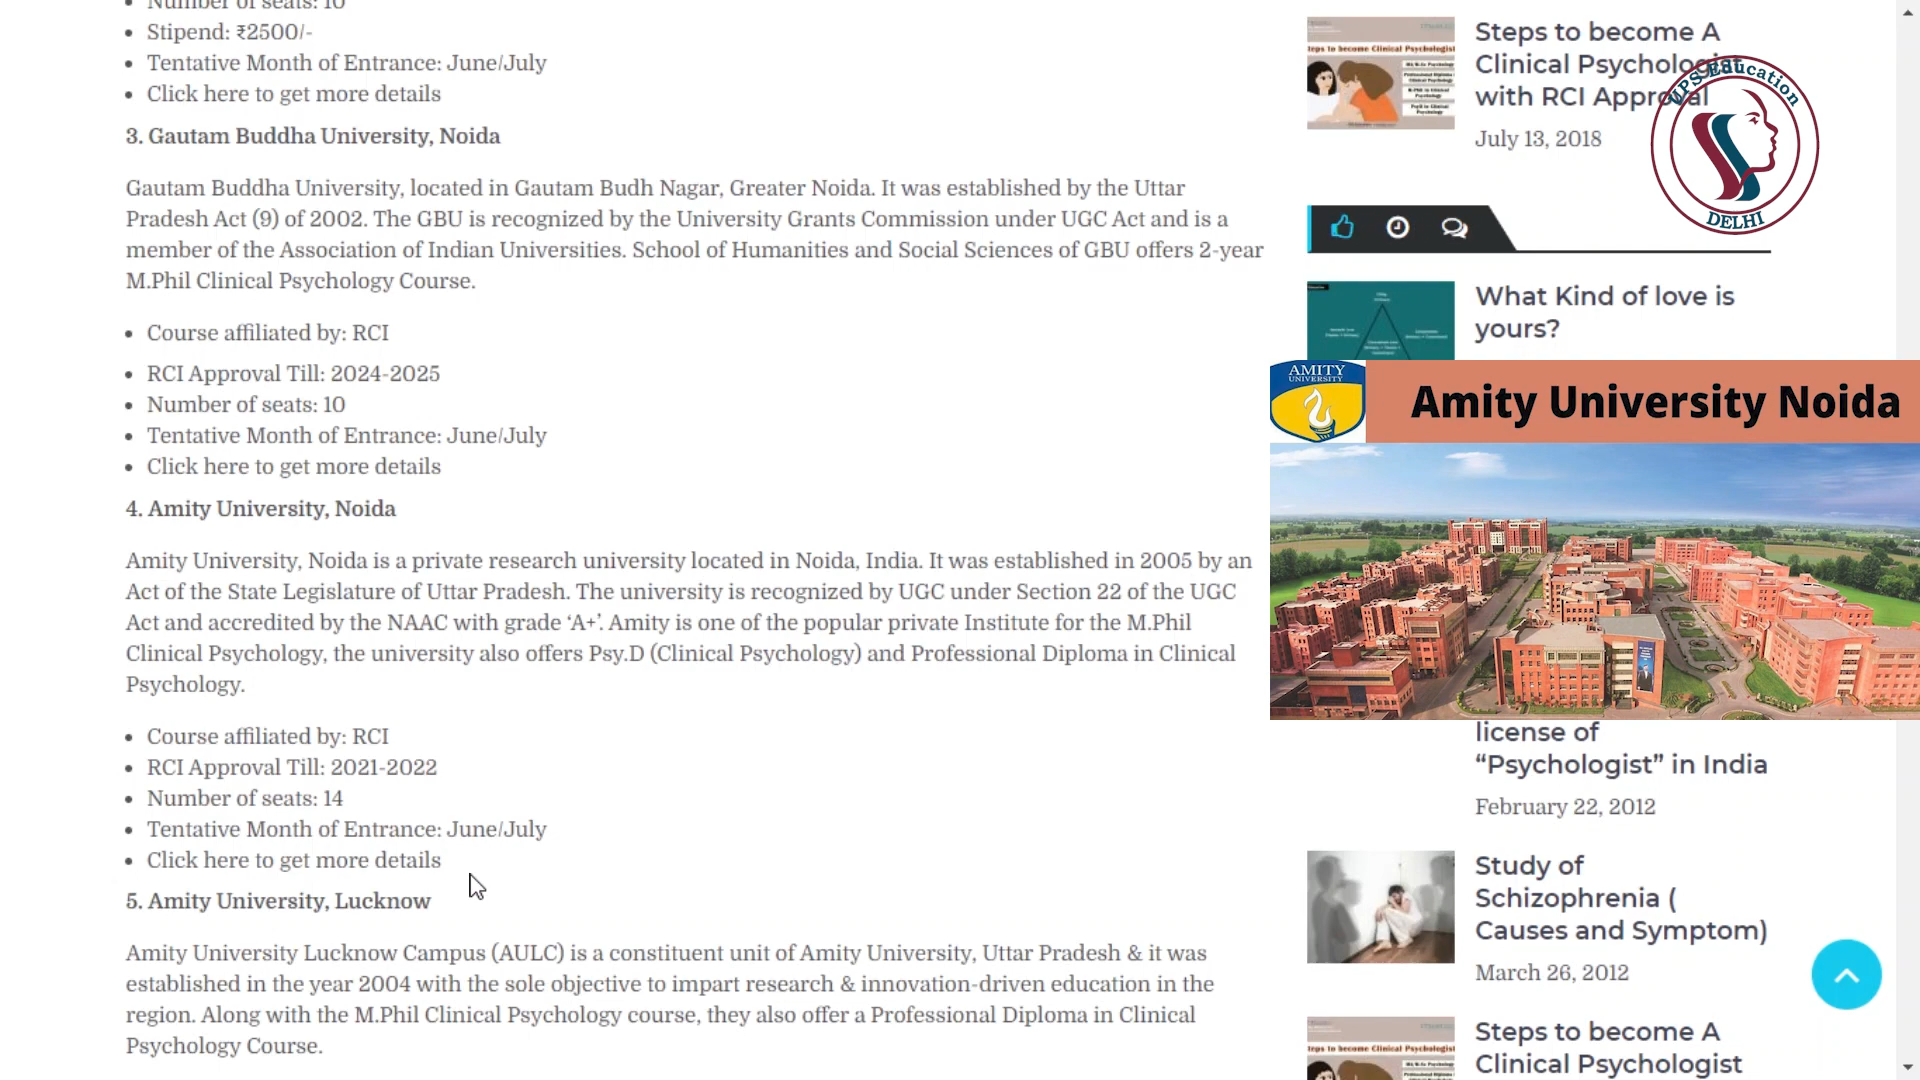 Number of seats: 10
Stipend: ₹2500/-
Tentative Month of Entrance: June/July
Click here to get more details
3. Gautam Buddha University, Noida
Gautam Buddha University, located in Gautam Budh Nagar, Greater Noida. It was established by the Uttar
Pradesh Act (9) of 2002. The GBU is recognized by the University Grants Commission under UGC Act and is a
member of the Association of Indian Universities. School of Humanities and Social Sciences of GBU offers 2-year
M.Phil Clinical Psychology Course.
Course affiliated by: RCI
RCI Approval Till: 2024-2025
Number of seats: 10
Tentative Month of Entrance: June/July
Click here to get more details
4. Amity University, Noida
Amity University, Noida is a private research university located in Noida, India. It was established in 2005 by an
Act of the State Legislature of Uttar Pradesh. The university is recognized by UGC under Section 22 of the UGC
Act and accredited by the NAAC with grade ‘A+’. Amity is one of the popular private Institute for the M.Phil
Clinical Psychology, the university also offers Psy.D (Clinical Psychology) and Professional Diploma in Clinical
Psychology.
Course affiliated by: RCI
RCI Approval Till: 2021-2022
Number of seats: 14
Tentative Month of Entrance: June/July
Click here to get more details
5. Amity University, Lucknow
Amity University Lucknow Campus (AULC) is a constituent unit of Amity University, Uttar Pradesh & it was
established in the year 2004 with the sole objective to impart research & innovation-driven education in the
region. Along with the M.Phil Clinical Psychology course, they also offer a Professional Diploma in Clinical
Psychology Course.
Steps to become A
Clinical Psychologist
with RCI Approval
July 13, 2018
UPS Education
DELHI
What Kind of love is
yours?
AMITY
UNIVERSITY
Amity University Noida
license of
“Psychologist” in India
February 22, 2012
Study of
Schizophrenia (
Causes and Symptom)
March 26, 2012
Steps to become A
Clinical Psychologist